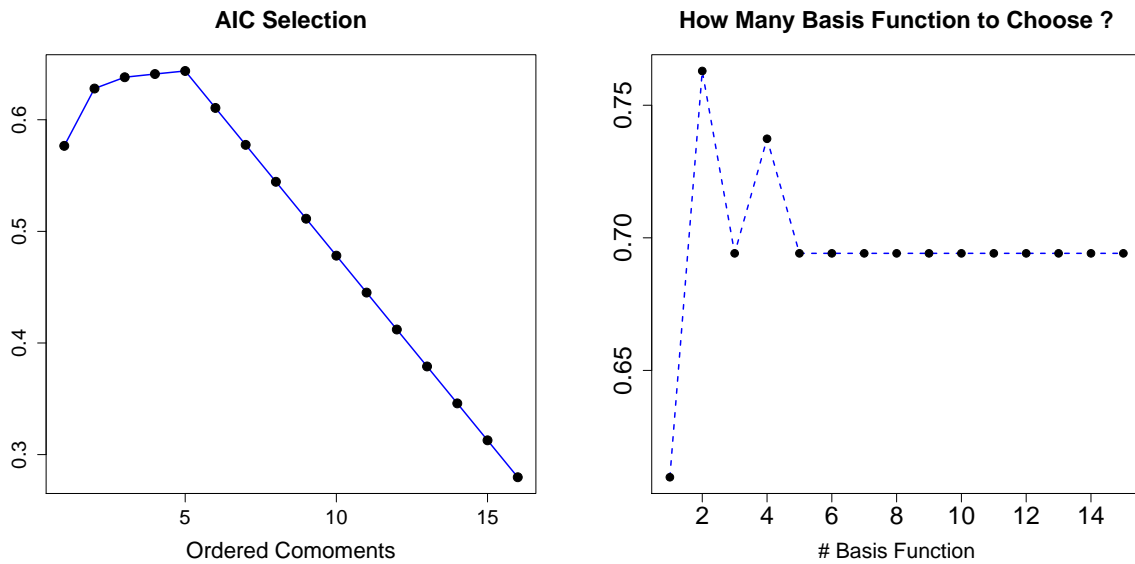 AIC Selection
0.6
0.5
0.4
0.3
5 10 15
Ordered Comoments
How Many Basis Function to Choose ?
0.75
0.70
0.65
2 4 6 8 10 12 14
# Basis Function